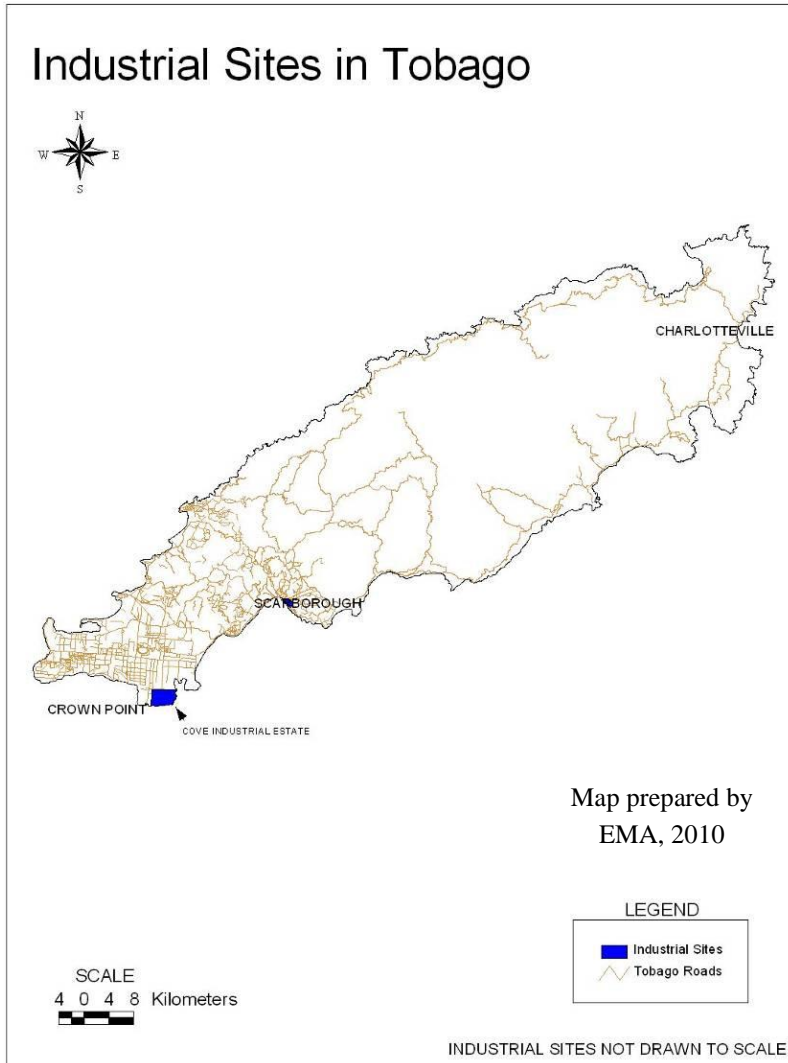 Industrial Sites in Tobago
N
W E
S
CHARLOTTEVILLE
SCARBOROUGH
CROWN POINT
COVE INDUSTRIAL ESTATE
Map prepared by
EMA, 2010
LEGEND
Industrial Sites
Tobago Roads
SCALE
4 0 4 8 Kilometers
INDUSTRIAL SITES NOT DRAWN TO SCALE